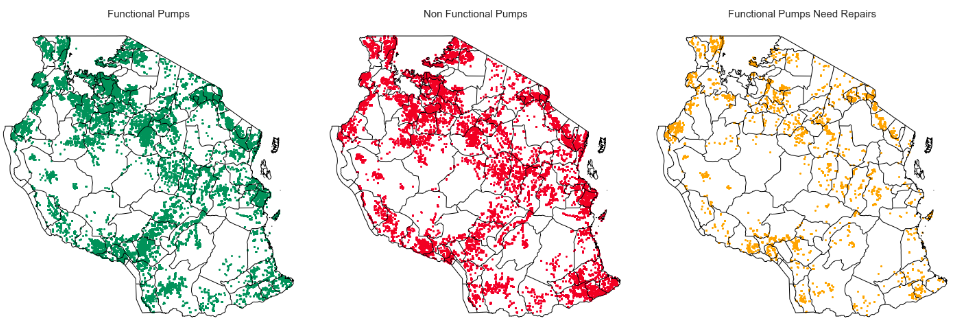 Functional Pumps
Non Functional Pumps
Functional Pumps Need Repairs